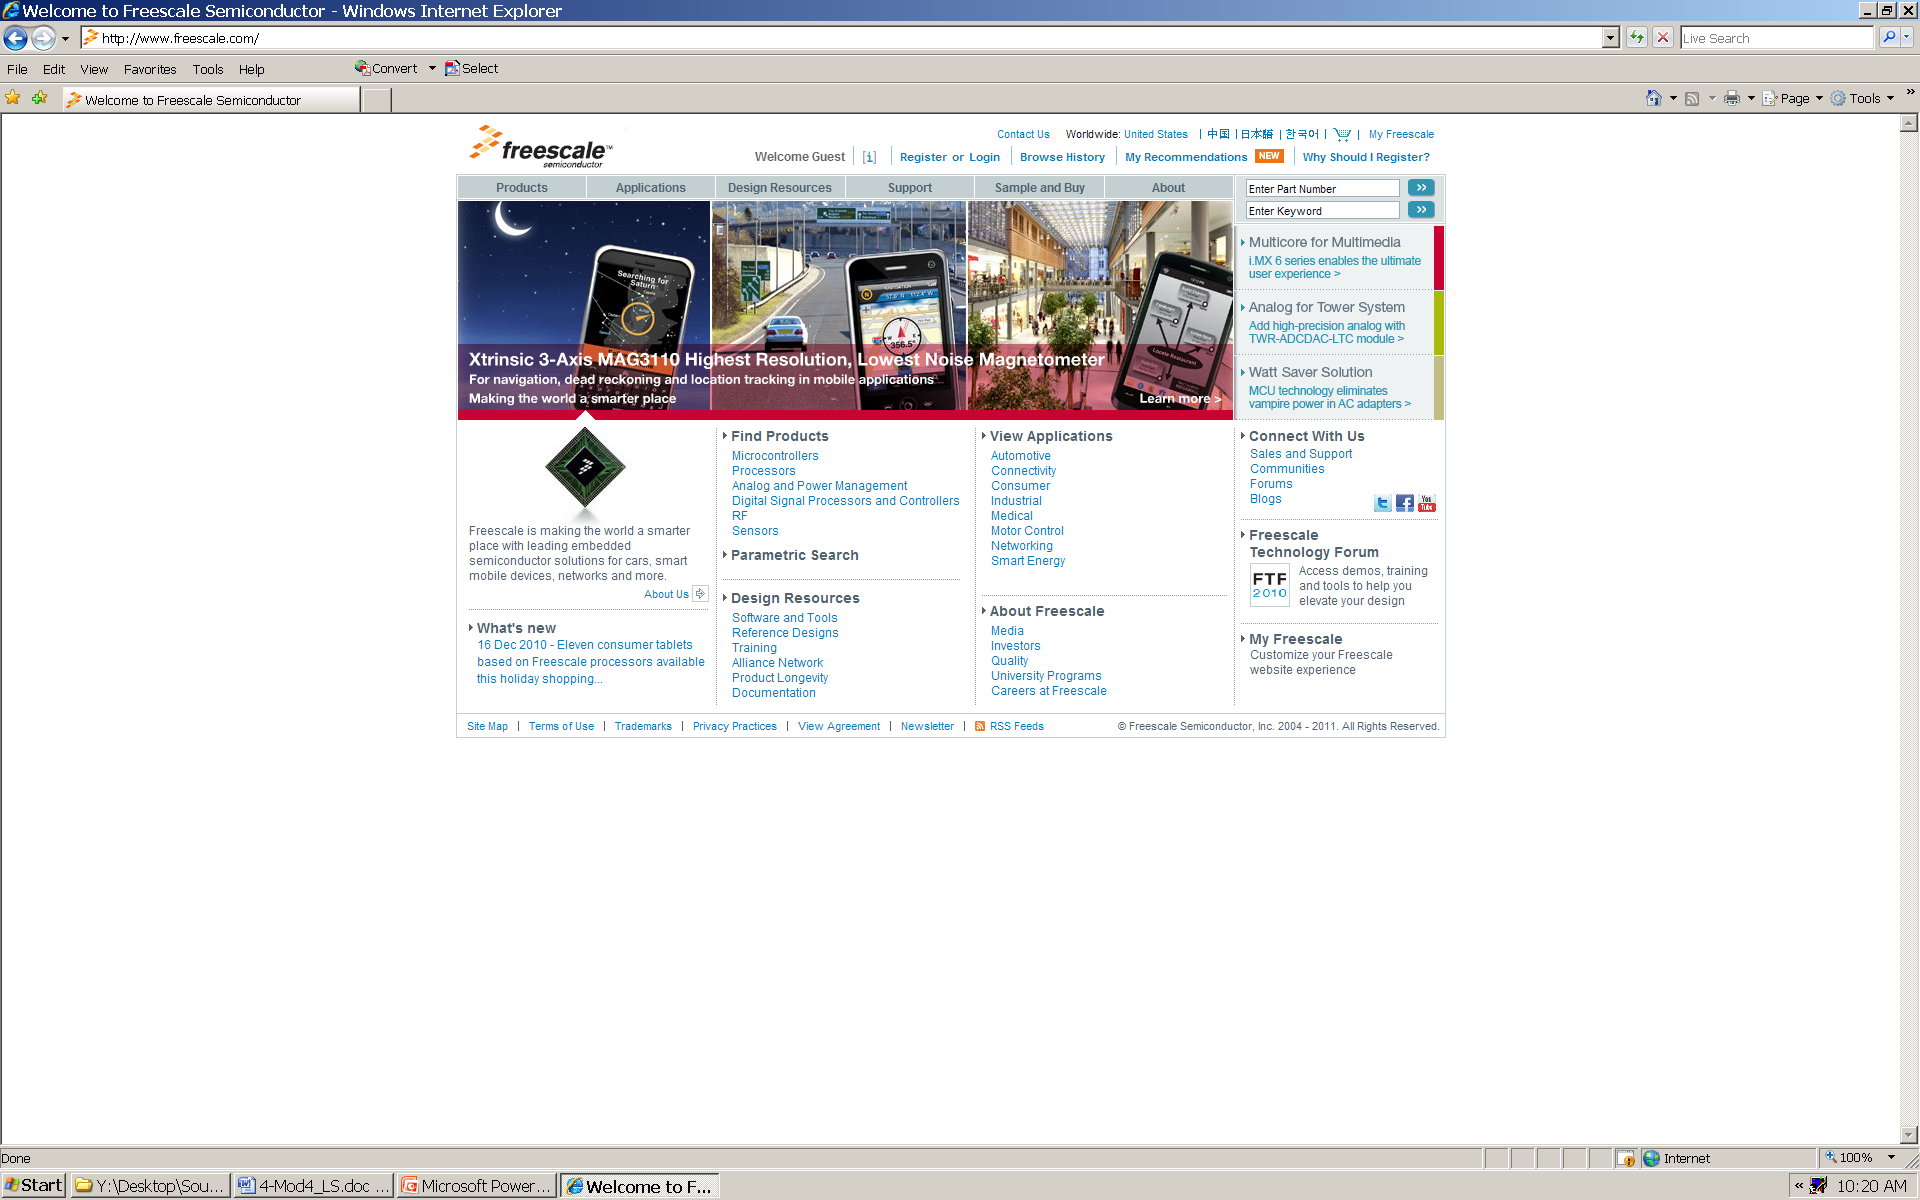 Welcome to Freescale Semiconductor - Windows Internet Explorer
http://www.freescale.com/
Live Search
File Edit View Favorites Tools Help
Convert Select
Welcome to Freescale Semiconductor
Page Tools
freescale™
semiconductor
Contact Us Worldwide: United States | 中国 | 日本語 | 한국어 | | My Freescale
Welcome Guest [i] Register or Login Browse History My Recommendations NEW Why Should I Register?
Products Applications Design Resources Support Sample and Buy About
Enter Part Number >>
Enter Keyword >>
Searching for
Saturn
NAVIGATION
356.5°
Locate Restaurant
Xtrinsic 3-Axis MAG3110 Highest Resolution, Lowest Noise Magnetometer
For navigation, dead reckoning and location tracking in mobile applications
Making the world a smarter place
Learn more >
Multicore for Multimedia
i.MX 6 series enables the ultimate
user experience >
Analog for Tower System
Add high-precision analog with
TWR-ADCDAC-LTC module >
Watt Saver Solution
MCU technology eliminates
vampire power in AC adapters >
Freescale is making the world a smarter
place with leading embedded
semiconductor solutions for cars, smart
mobile devices, networks and more.
About Us
What's new
16 Dec 2010 - Eleven consumer tablets
based on Freescale processors available
this holiday shopping...
Find Products
Microcontrollers
Processors
Analog and Power Management
Digital Signal Processors and Controllers
RF
Sensors
Parametric Search
Design Resources
Software and Tools
Reference Designs
Training
Alliance Network
Product Longevity
Documentation
View Applications
Automotive
Connectivity
Consumer
Industrial
Medical
Motor Control
Networking
Smart Energy
About Freescale
Media
Investors
Quality
University Programs
Careers at Freescale
Connect With Us
Sales and Support
Communities
Forums
Blogs
You
Tube
Freescale
Technology Forum
FTF
2010
Access demos, training
and tools to help you
elevate your design
My Freescale
Customize your Freescale
website experience
Site Map | Terms of Use | Trademarks | Privacy Practices | View Agreement | Newsletter | RSS Feeds
© Freescale Semiconductor, Inc. 2004 - 2011. All Rights Reserved.
Done
Internet
100%
Start
Y:\Desktop\Sou...
4-Mod4_LS.doc ...
Microsoft Power...
Welcome to F...
10:20 AM